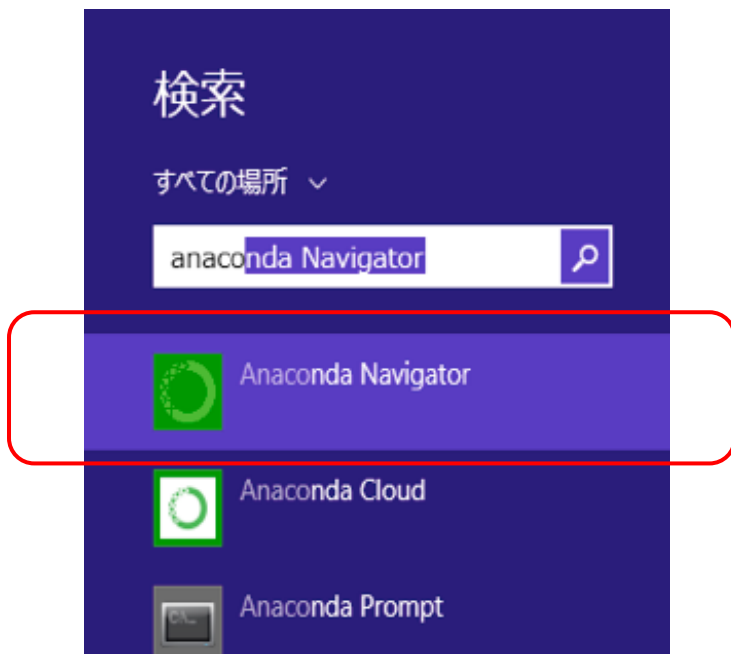 検索
すべての場所
anaconda Navigator
Anaconda Navigator
Anaconda Cloud
Anaconda Prompt